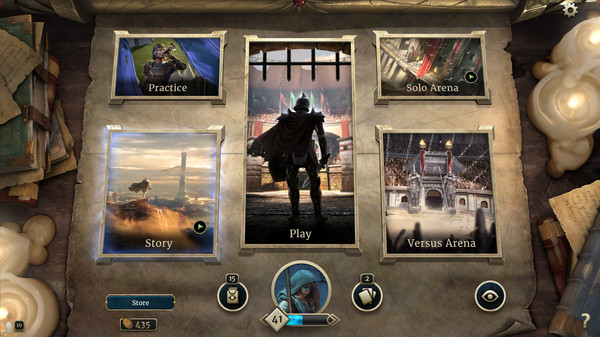 Practice
Solo Arena
Story
Play
Versus Arena
15
2
Store
41
435
10
?